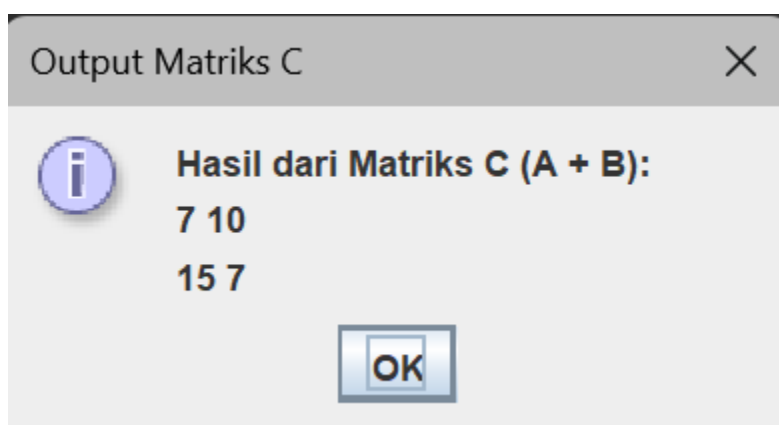 Output Matriks C
Hasil dari Matriks C (A + B):
7 10
15 7
OK